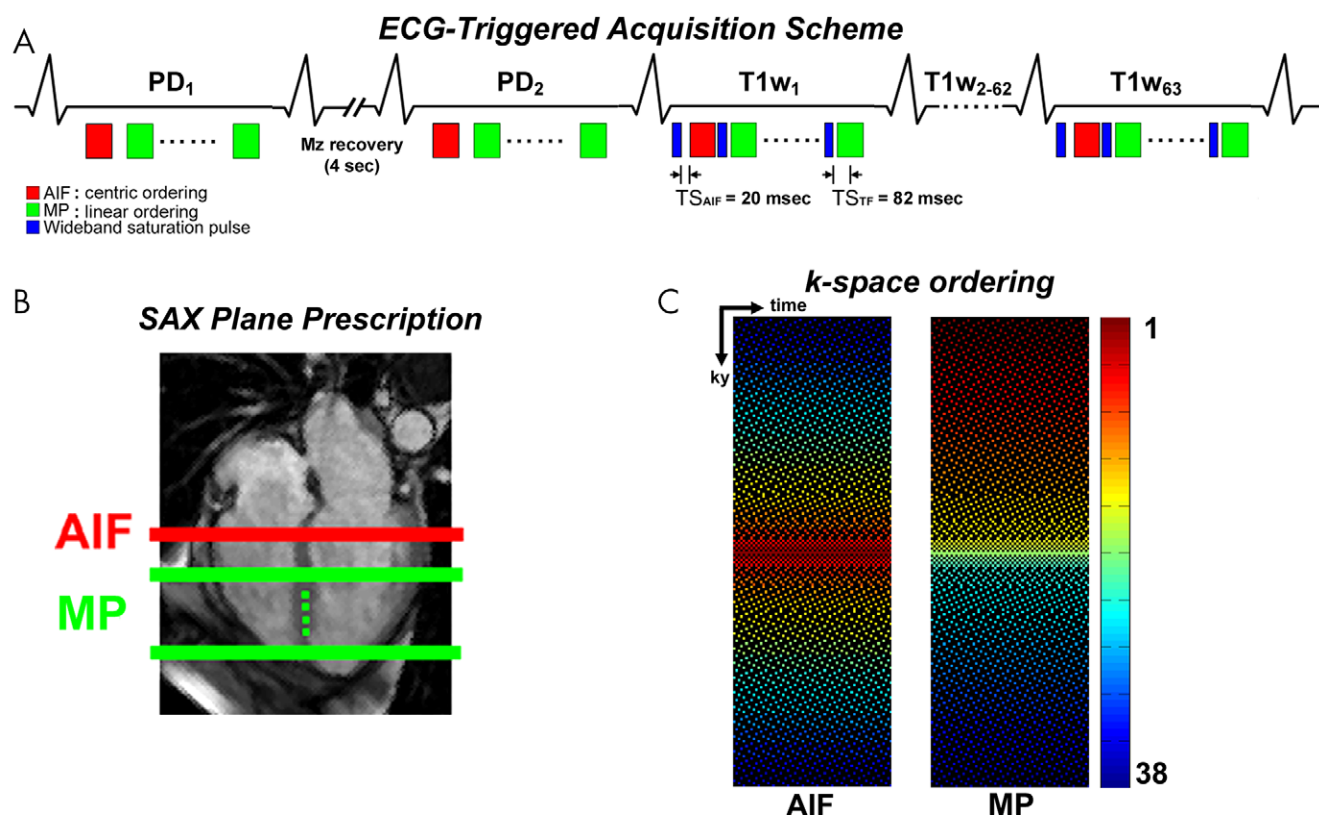 A
ECG-Triggered Acquisition Scheme
PD1
PD2
T1w1
T1w2-62
T1w63
Mz recovery
(4 sec)
TSAIF = 20 msec
TSTF = 82 msec
AIF : centric ordering
MP : linear ordering
Wideband saturation pulse
B
SAX Plane Prescription
AIF
MP
C
k-space ordering
time
ky
1
38
AIF
MP